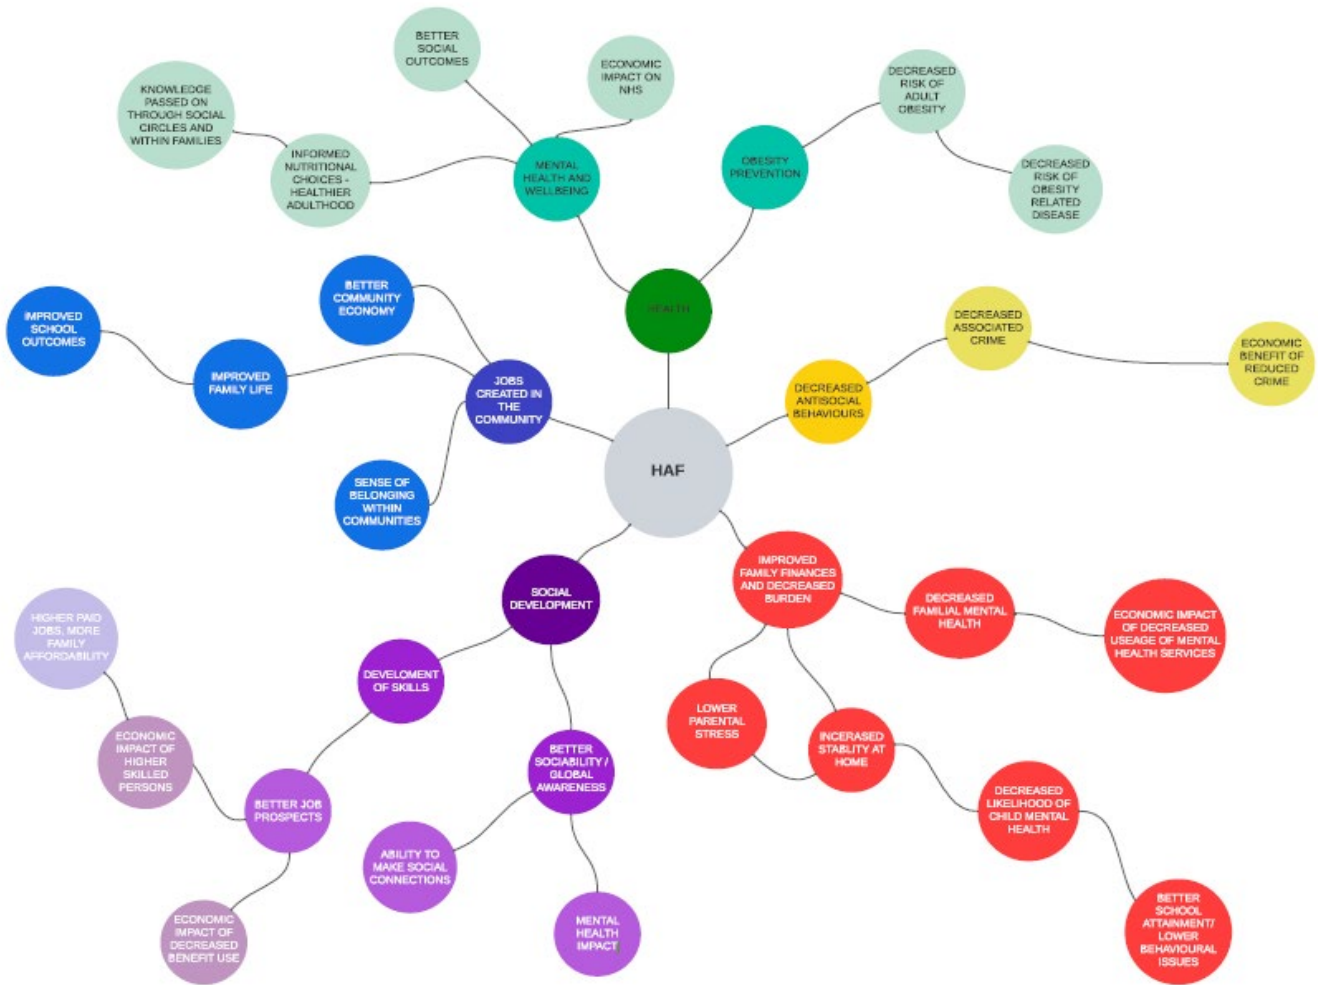 BETTER
SOCIAL
OUTCOMES
ECONOMIC
IMPACT ON
NHS
KNOWLEDGE
PASSED ON
THROUGH SOCIAL
CIRCLES AND
WITHIN FAMILIES
INFORMED
NUTRITIONAL
CHOICES -
HEALTHIER
ADULTHOOD
MENTAL
HEALTH AND
WELLBEING
OBESITY
PREVENTION
DECREASED
RISK OF
ADULT
OBESITY
DECREASED
RISK OF
OBESITY
RELATED
DISEASE
HEALTH
BETTER
COMMUNITY
ECONOMY
IMPROVED
SCHOOL
OUTCOMES
IMPROVED
FAMILY LIFE
JOBS
CREATED IN
THE
COMMUNITY
SENSE OF
BELONGING
WITHIN
COMMUNITIES
DECREASED
ANTISOCIAL
BEHAVIOURS
DECREASED
ASSOCIATED
CRIME
ECONOMIC
BENEFIT OF
REDUCED
CRIME
HAF
SOCIAL
DEVELOPMENT
DEVELOMENT
OF SKILLS
HIGHER PAID
JOBS, MORE
FAMILY
AFFORDABILITY
ECONOMIC
IMPACT OF
HIGHER
SKILLED
PERSONS
BETTER JOB
PROSPECTS
ECONOMIC
IMPACT OF
DECREASED
BENEFIT USE
BETTER
SOCIABILITY /
GLOBAL
AWARENESS
ABILITY TO
MAKE SOCIAL
CONNECTIONS
MENTAL
HEALTH
IMPACT
IMPROVED
FAMILY FINANCES
AND DECREASED
BURDEN
DECREASED
FAMILIAL MENTAL
HEALTH
ECONOMIC IMPACT
OF DECREASED
USEAGE OF MENTAL
HEALTH SERVICES
LOWER
PARENTAL
STRESS
INCERASED
STABLITY AT
HOME
DECREASED
LIKELIHOOD OF
CHILD MENTAL
HEALTH
BETTER
SCHOOL
ATTAINMENT/
LOWER
BEHAVIOURAL
ISSUES